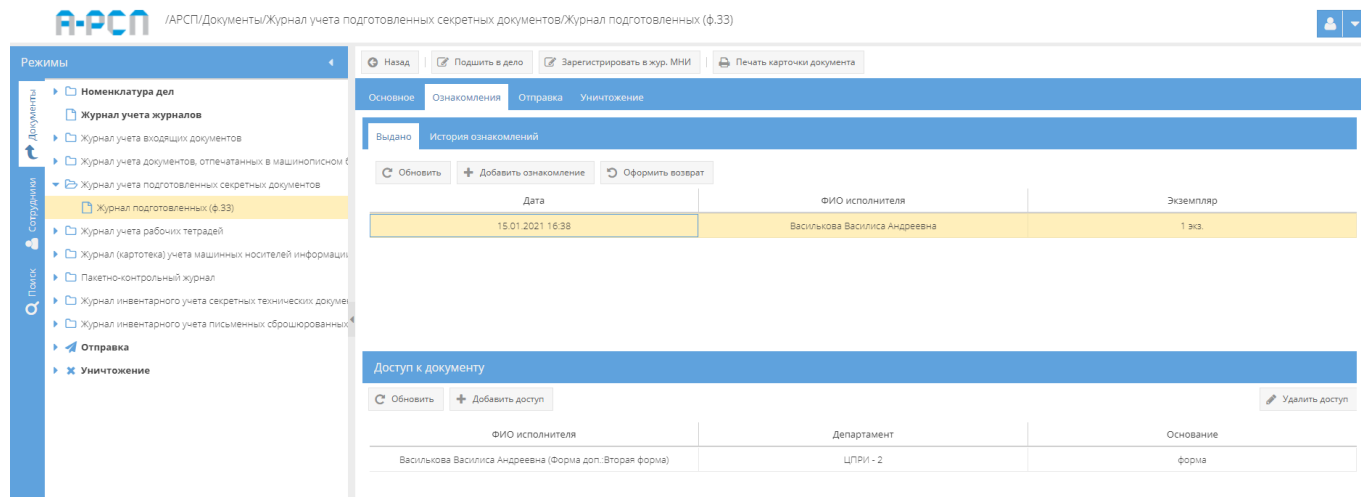 А-РСП
/АРСП/Документы/Журнал учета подготовленных секретных документов/Журнал подготовленных (ф.33)
Режимы
Документы
Сотрудники
Поиск
Номенклатура дел
Журнал учета журналов
Журнал учета входящих документов
Журнал учета документов, отпечатанных в машинописном б
Журнал учета подготовленных секретных документов
Журнал подготовленных (ф.33)
Журнал учета рабочих тетрадей
Журнал (картотека) учета машинных носителей информации
Пакетно-контрольный журнал
Журнал инвентарного учета секретных технических докуме
Журнал инвентарного учета письменных сброшюрованных
Отправка
Уничтожение
Назад Подшить в дело Зарегистрировать в жур. МНИ Печать карточки документа
Основное Ознакомления Отправка Уничтожение
Выдано История ознакомлений
Обновить Добавить ознакомление Оформить возврат
Дата ФИО исполнителя Экземпляр
15.01.2021 16:38 Василькова Василиса Андреевна 1 экз.
Доступ к документу
Обновить Добавить доступ Удалить доступ
ФИО исполнителя Департамент Основание
Василькова Василиса Андреевна (Форма доп.:Вторая форма) ЦПРИ - 2 форма